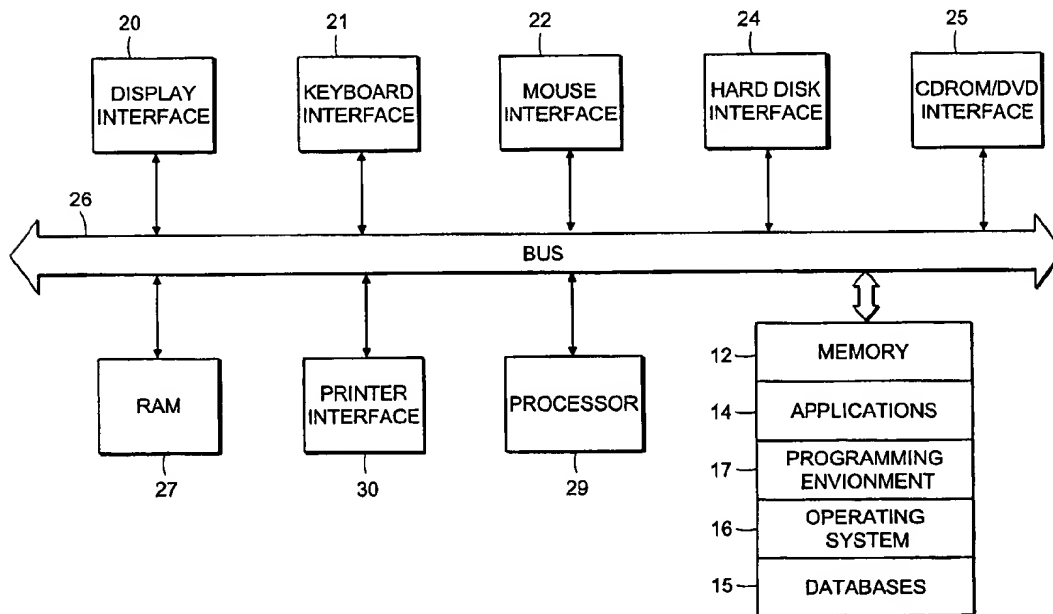 20
21
22
24
25
DISPLAY
INTERFACE
KEYBOARD
INTERFACE
MOUSE
INTERFACE
HARD DISK
INTERFACE
CDROM/DVD
INTERFACE
26
BUS
RAM
27
PRINTER
INTERFACE
30
PROCESSOR
29
12
MEMORY
14
APPLICATIONS
17
PROGRAMMING
ENVIONMENT
16
OPERATING
SYSTEM
15
DATABASES